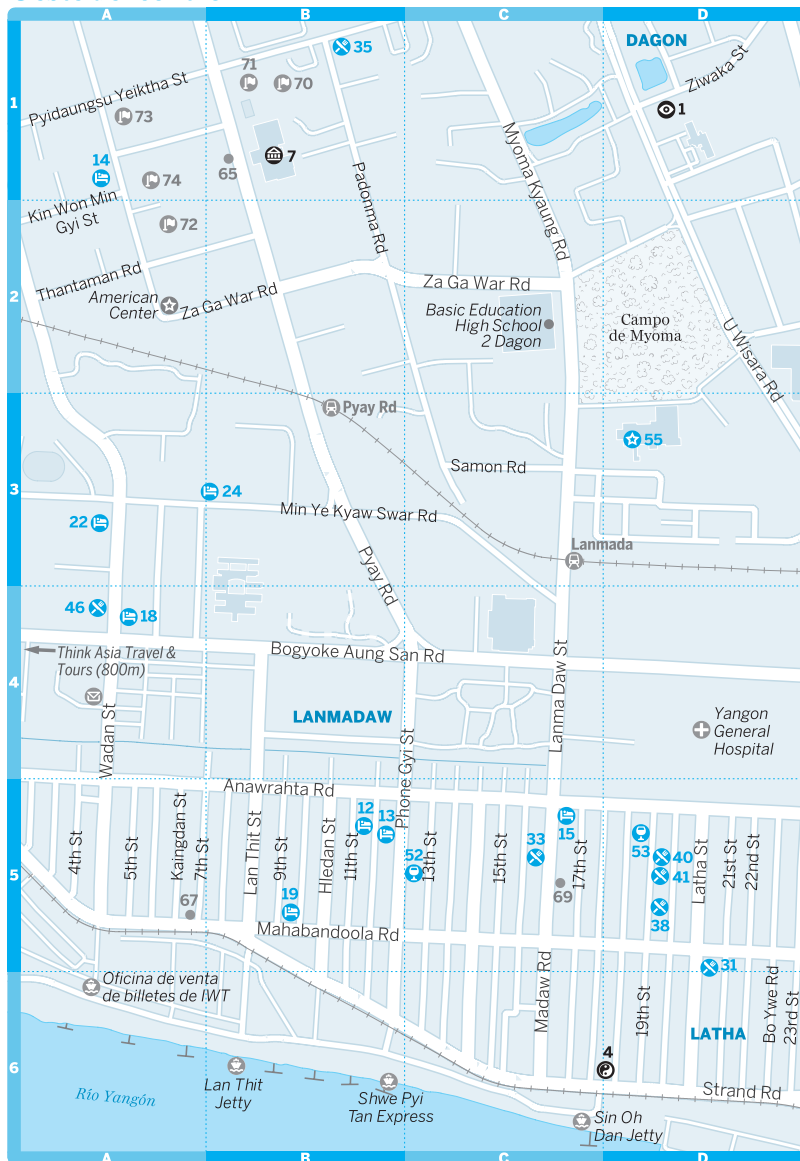 A
B
C
D
1
2
3
4
5
6
DAGON
35
71
70
Ziwaka St
1
Pyidaungsu Yeiktha St
73
7
14
74
65
Myoma Kyaung Rd
Padonma Rd
Kin Won Min
Gyi St
72
Thantaman Rd
American
Center
Za Ga War Rd
Za Ga War Rd
Basic Education
High School
2 Dagon
Campo
de Myoma
U Wisara Rd
Pyay Rd
55
Samon Rd
24
22
Min Ye Kyaw Swar Rd
Lanmada
Pyay Rd
46
18
Think Asia Travel &
Tours (800m)
Bogyoke Aung San Rd
Lanma Daw St
Wadan St
LANMADAW
Phone Gyi St
Yangon
General
Hospital
Anawrahta Rd
4th St
5th St
Kaingdan St
7th St
Lan Thit St
9th St
Hledan St
11th St
12
13
52
13th St
15th St
33
15
17th St
69
53
40
41
38
Latha St
21st St
22nd St
67
19
Mahabandoola Rd
31
Oficina de venta
de billetes de IWT
Madaw Rd
19th St
Bo Ywe Rd
23rd St
LATHA
4
Strand Rd
Río Yangón
Lan Thit
Jetty
Shwe Pyi
Tan Express
Sin Oh
Dan Jetty
A
B
C
D